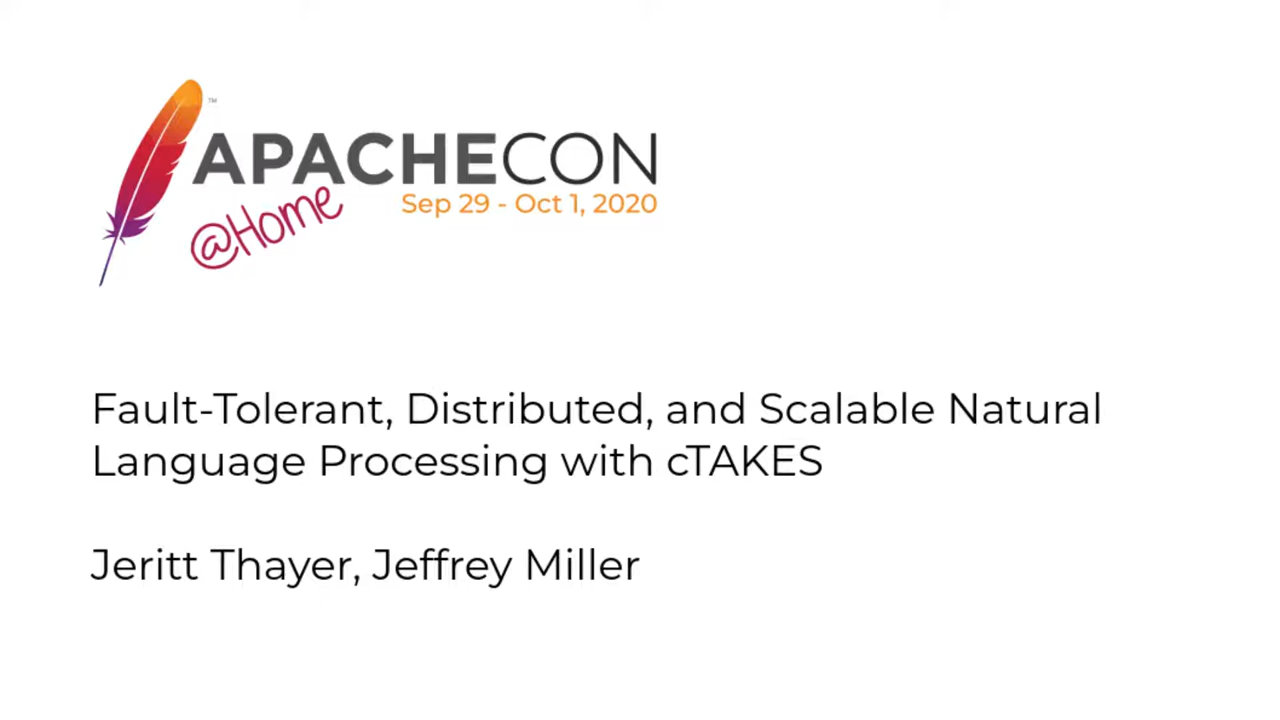 ™
APACHECON
@Home
Sep 29 - Oct 1, 2020
Fault-Tolerant, Distributed, and Scalable Natural
Language Processing with cTAKES
Jeritt Thayer, Jeffrey Miller